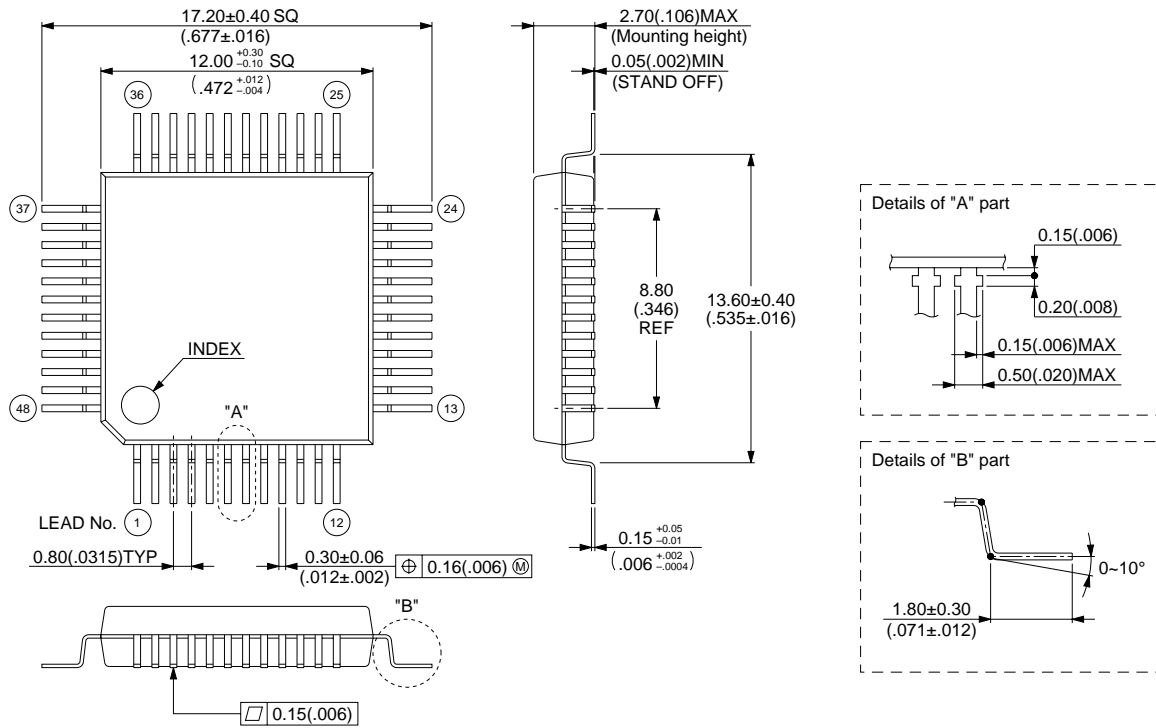 17.20±0.40 SQ
(.677±.016)
12.00 +0.30 –0.10 SQ
(.472 +.012 –.004)
36
25
37
24
INDEX
48
13
"A"
LEAD No.
1
12
0.80(.0315)TYP
0.30±0.06
(.012±.002)
⌖ 0.16(.006) Ⓜ
"B"
▱ 0.15(.006)
2.70(.106)MAX
(Mounting height)
0.05(.002)MIN
(STAND OFF)
8.80
(.346)
REF
13.60±0.40
(.535±.016)
0.15 +0.05 –0.01
(.006 +.002 –.0004)
Details of "A" part
0.15(.006)
0.20(.008)
0.15(.006)MAX
0.50(.020)MAX
Details of "B" part
0~10°
1.80±0.30
(.071±.012)